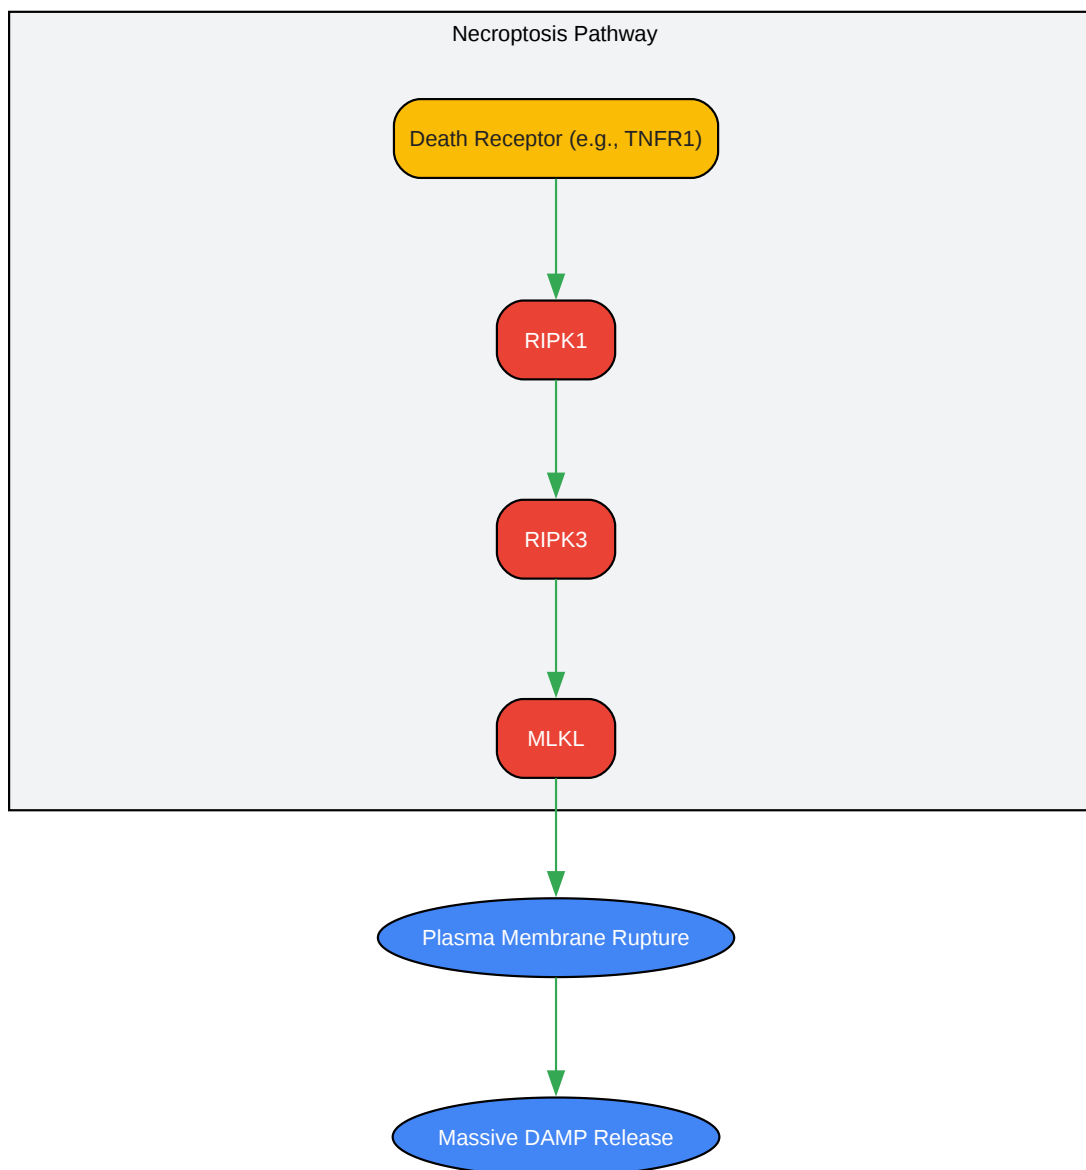 Necroptosis Pathway
Death Receptor (e.g., TNFR1)
RIPK1
RIPK3
MLKL
Plasma Membrane Rupture
Massive DAMP Release